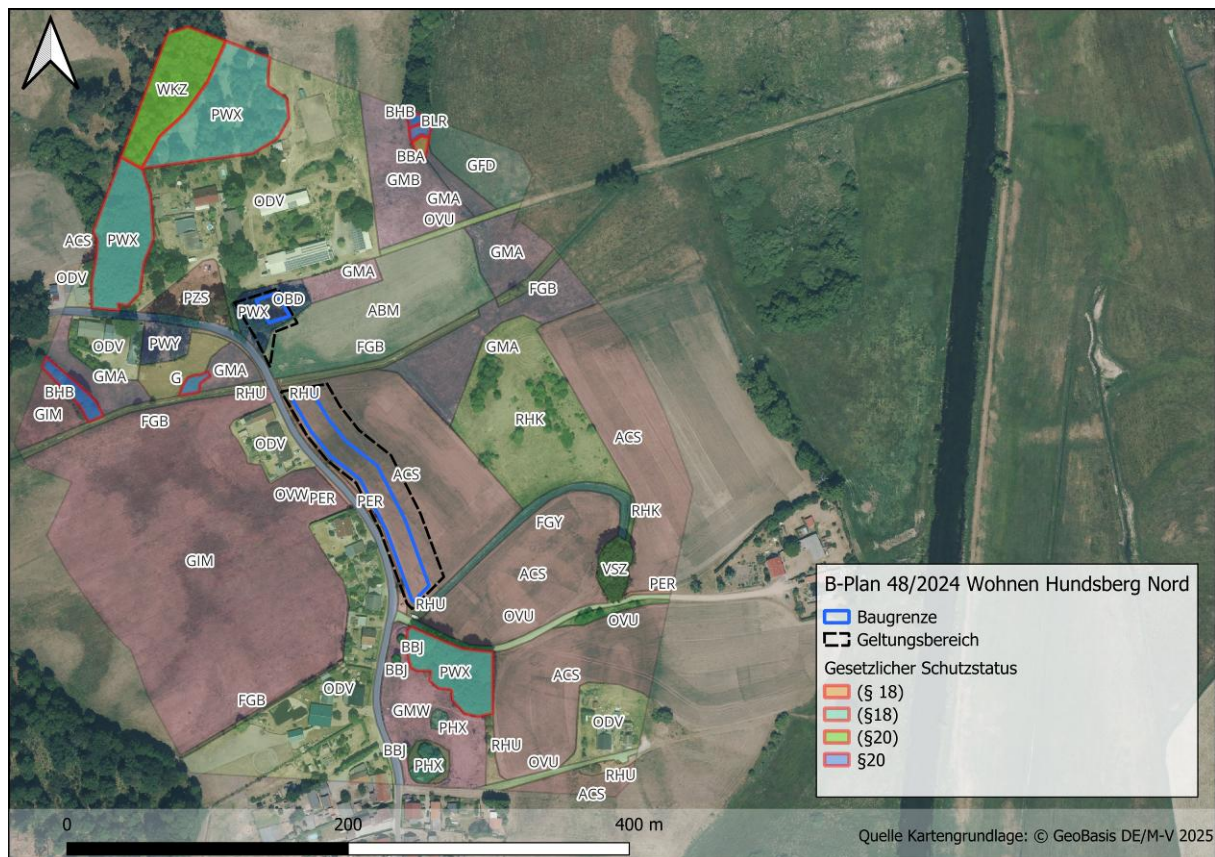 WKZ
PWX
BHB
BLR
BBA
GFD
GMB
GMA
ODV
OVU
ACS
PWX
GMA
ODV
GMA
FGB
PZS
PWX
OBD
ABM
ODV
PWY
FGB
GMA
G
GMA
GMA
RHU
RHU
BHB
GIM
FGB
RHK
ODV
ACS
ACS
OVW
PER
PER
FGY
RHK
GIM
VSZ
ACS
PER
RHU
OVU
OVU
BBJ
BBJ
PWX
ACS
ODV
FGB
GMW
PHX
ODV
BBJ
PHX
RHU
OVU
RHU
ACS
B-Plan 48/2024 Wohnen Hundsberg Nord
Baugrenze
Geltungsbereich
Gesetzlicher Schutzstatus
(§ 18)
(§18)
(§20)
§20
0 200 400 m
Quelle Kartengrundlage: © GeoBasis DE/M-V 2025